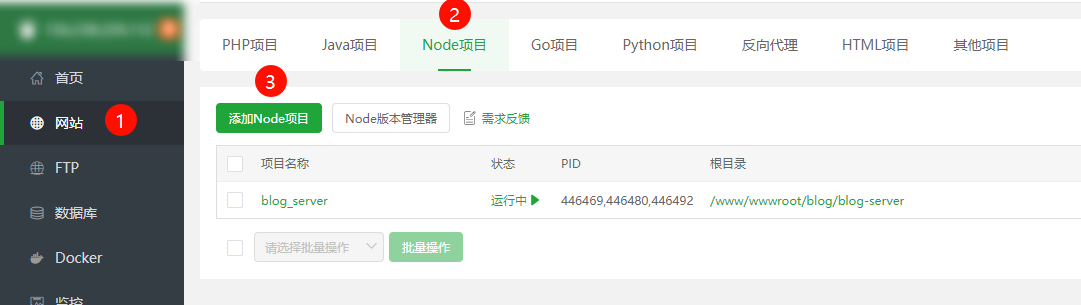 首页
网站
1
FTP
数据库
Docker
监控
2
PHP项目 Java项目 Node项目 Go项目 Python项目 反向代理 HTML项目 其他项目
3
添加Node项目 Node版本管理器 需求反馈
项目名称 状态 PID 根目录
blog_server 运行中 446469,446480,446492 /www/wwwroot/blog/blog-server
请选择批量操作 批量操作